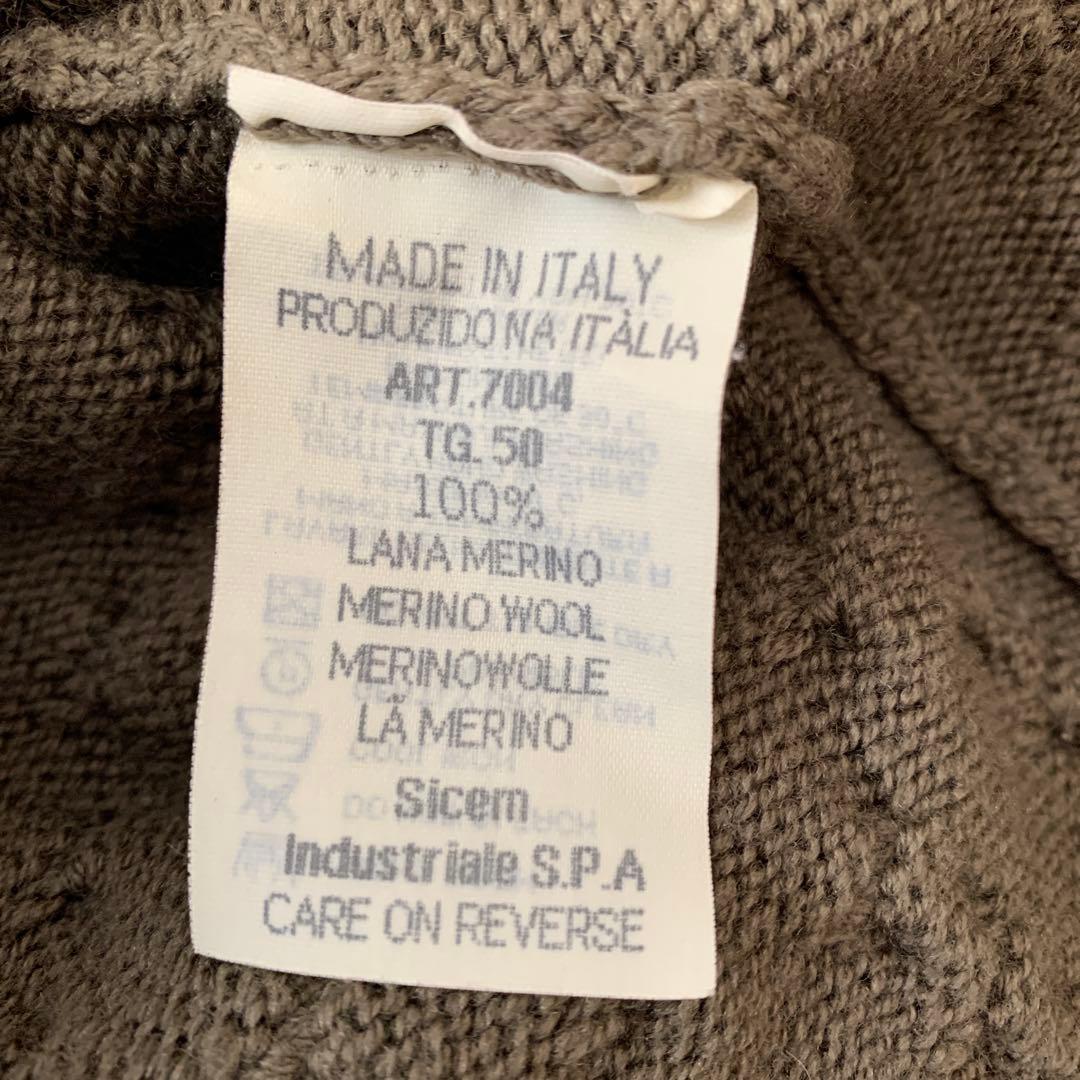 MADE IN ITALY
PRODUZIDO NA ITÀLIA
ART.7004
TG.50
100%
LANA MERINO
MERINO WOOL
MERINOWOLLE
LÃ MERINO
Sicem
Industriale S.P.A
CARE ON REVERSE